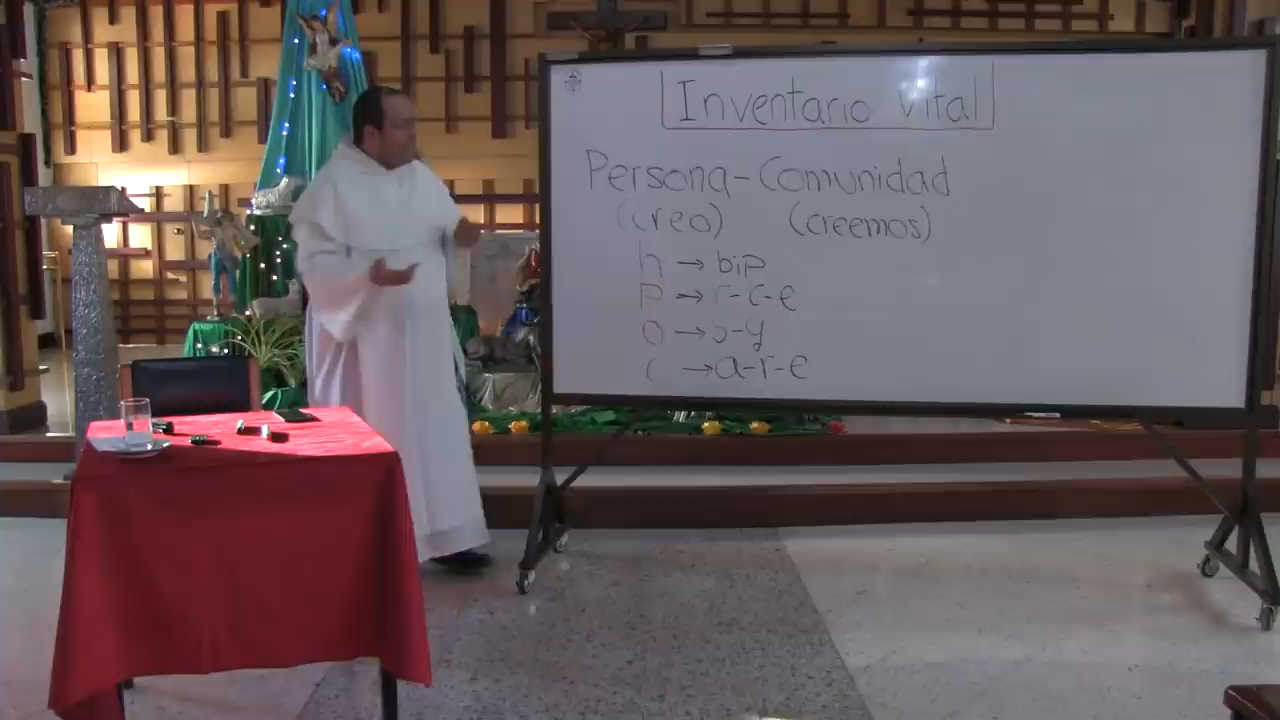 Inventario vital
Persona-Comunidad
(creo) (creemos)
h → bip
p → r-c-e
o → o-y
c → a-r-e